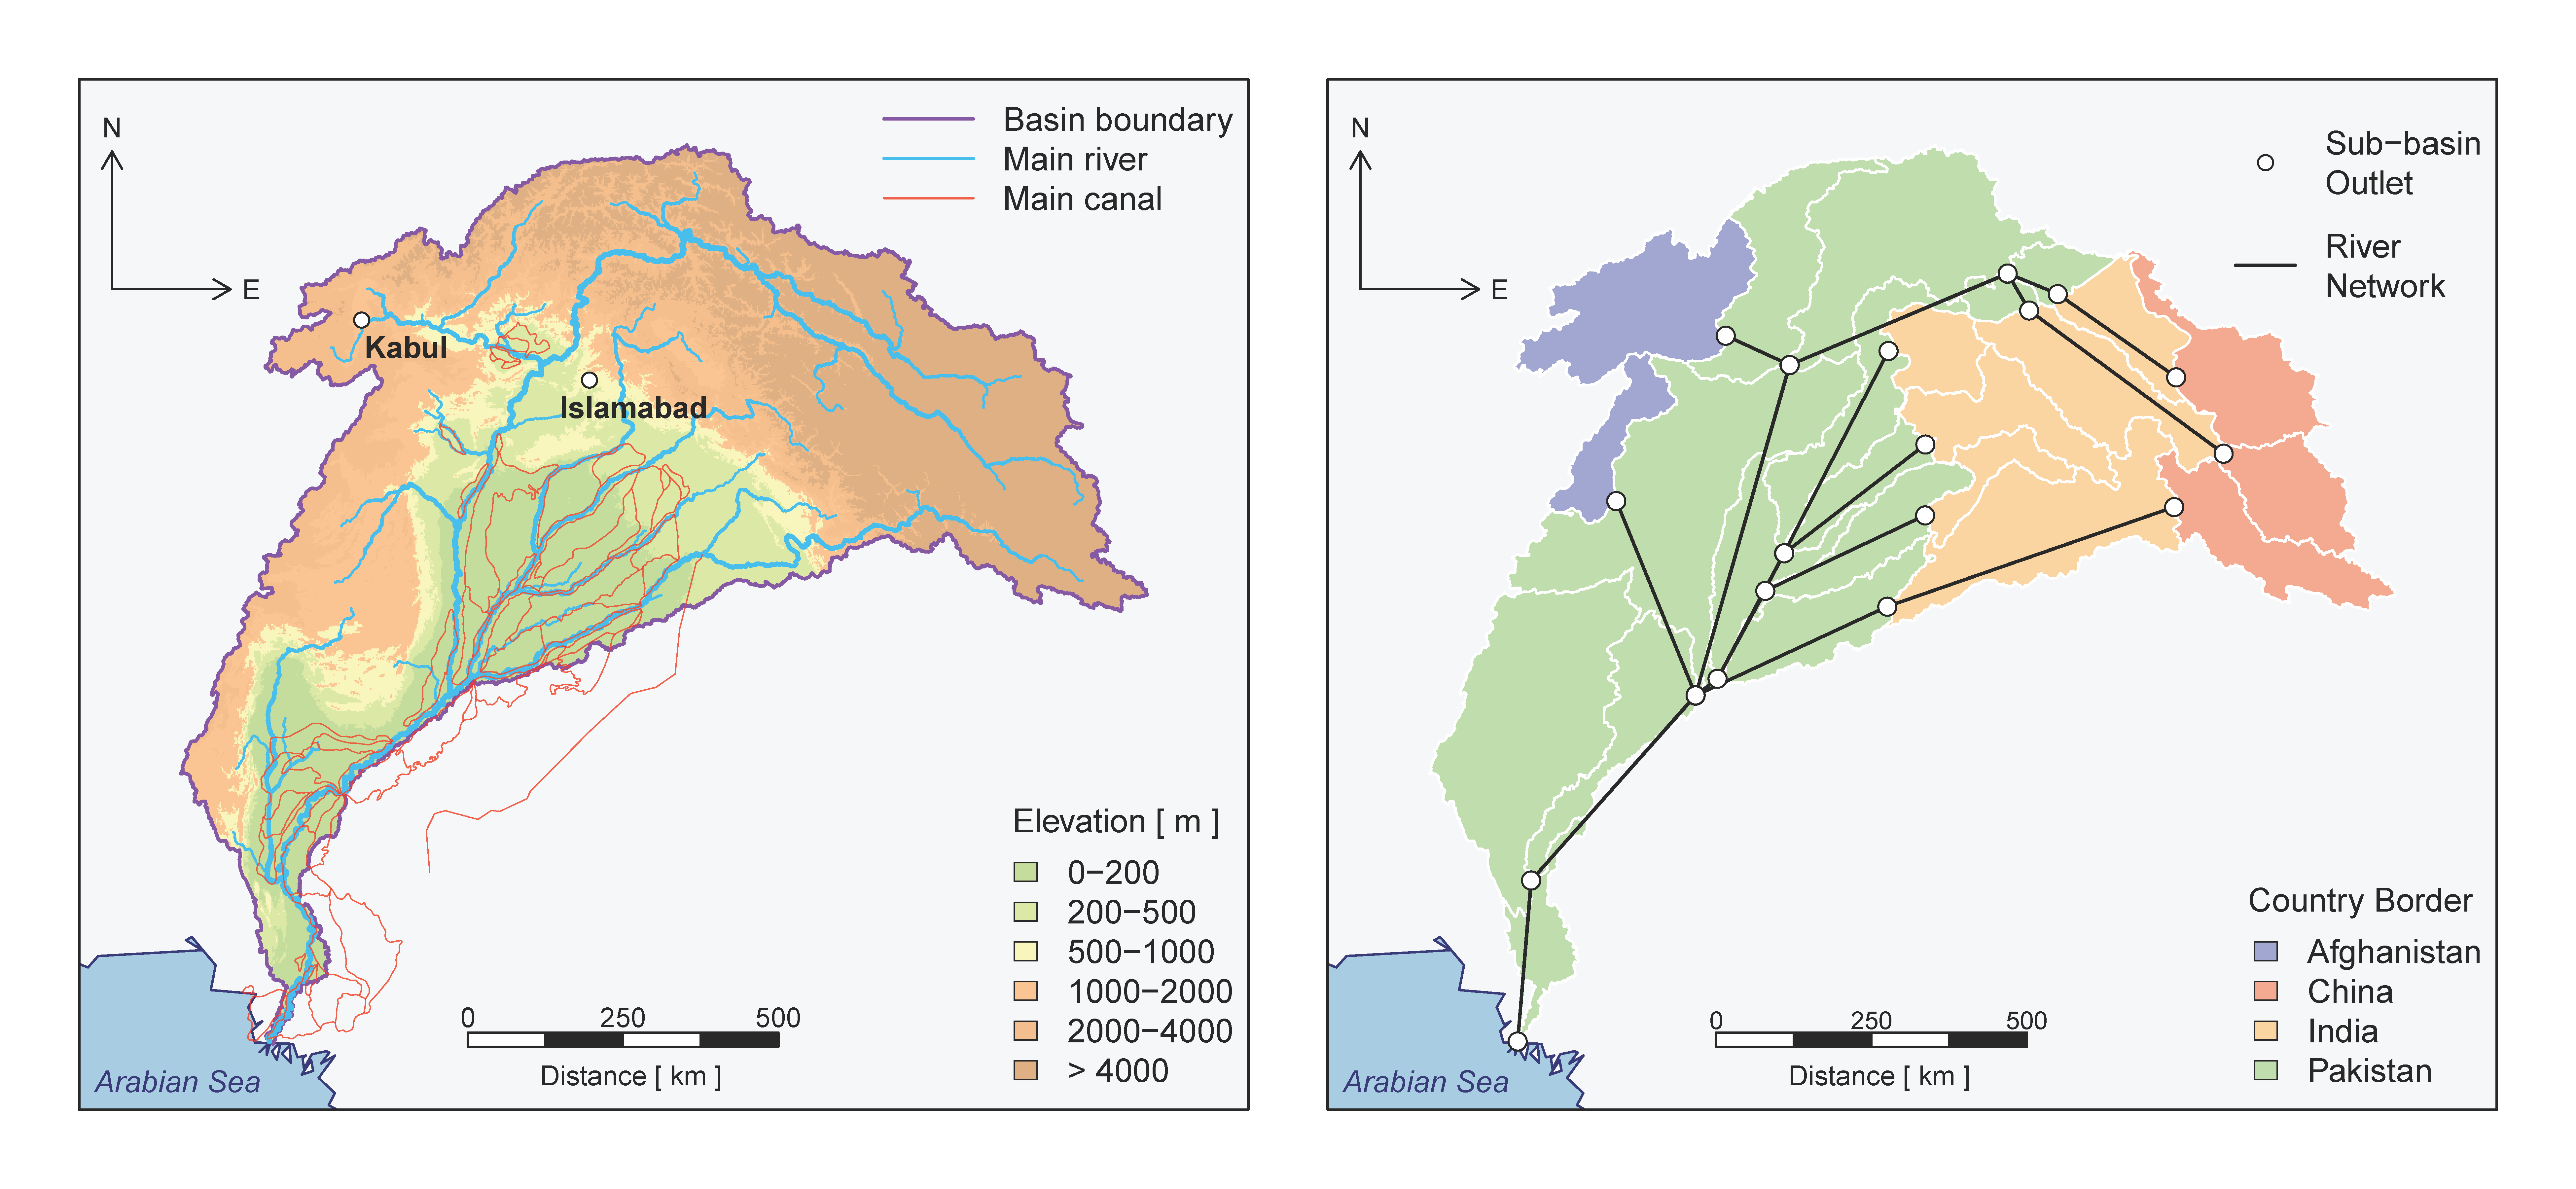 N
E
Basin boundary
Main river
Main canal
Kabul
Islamabad
Elevation [ m ]
0−200
200−500
500−1000
1000−2000
2000−4000
> 4000
0 250 500
Distance [ km ]
Arabian Sea
N
E
Sub−basin
Outlet
River
Network
Country Border
Afghanistan
China
India
Pakistan
0 250 500
Distance [ km ]
Arabian Sea